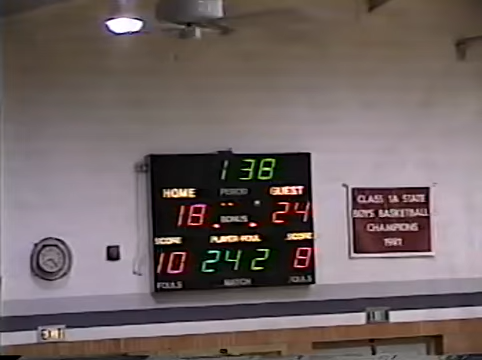 1 38
HOME PERIOD GUEST
18 BONUS 24
SCORE PLAYER-FOUL SCORE
10 24 2 8
FOULS MATCH FOULS
CLASS 1A STATE
BOYS BASKETBALL
CHAMPIONS
1981